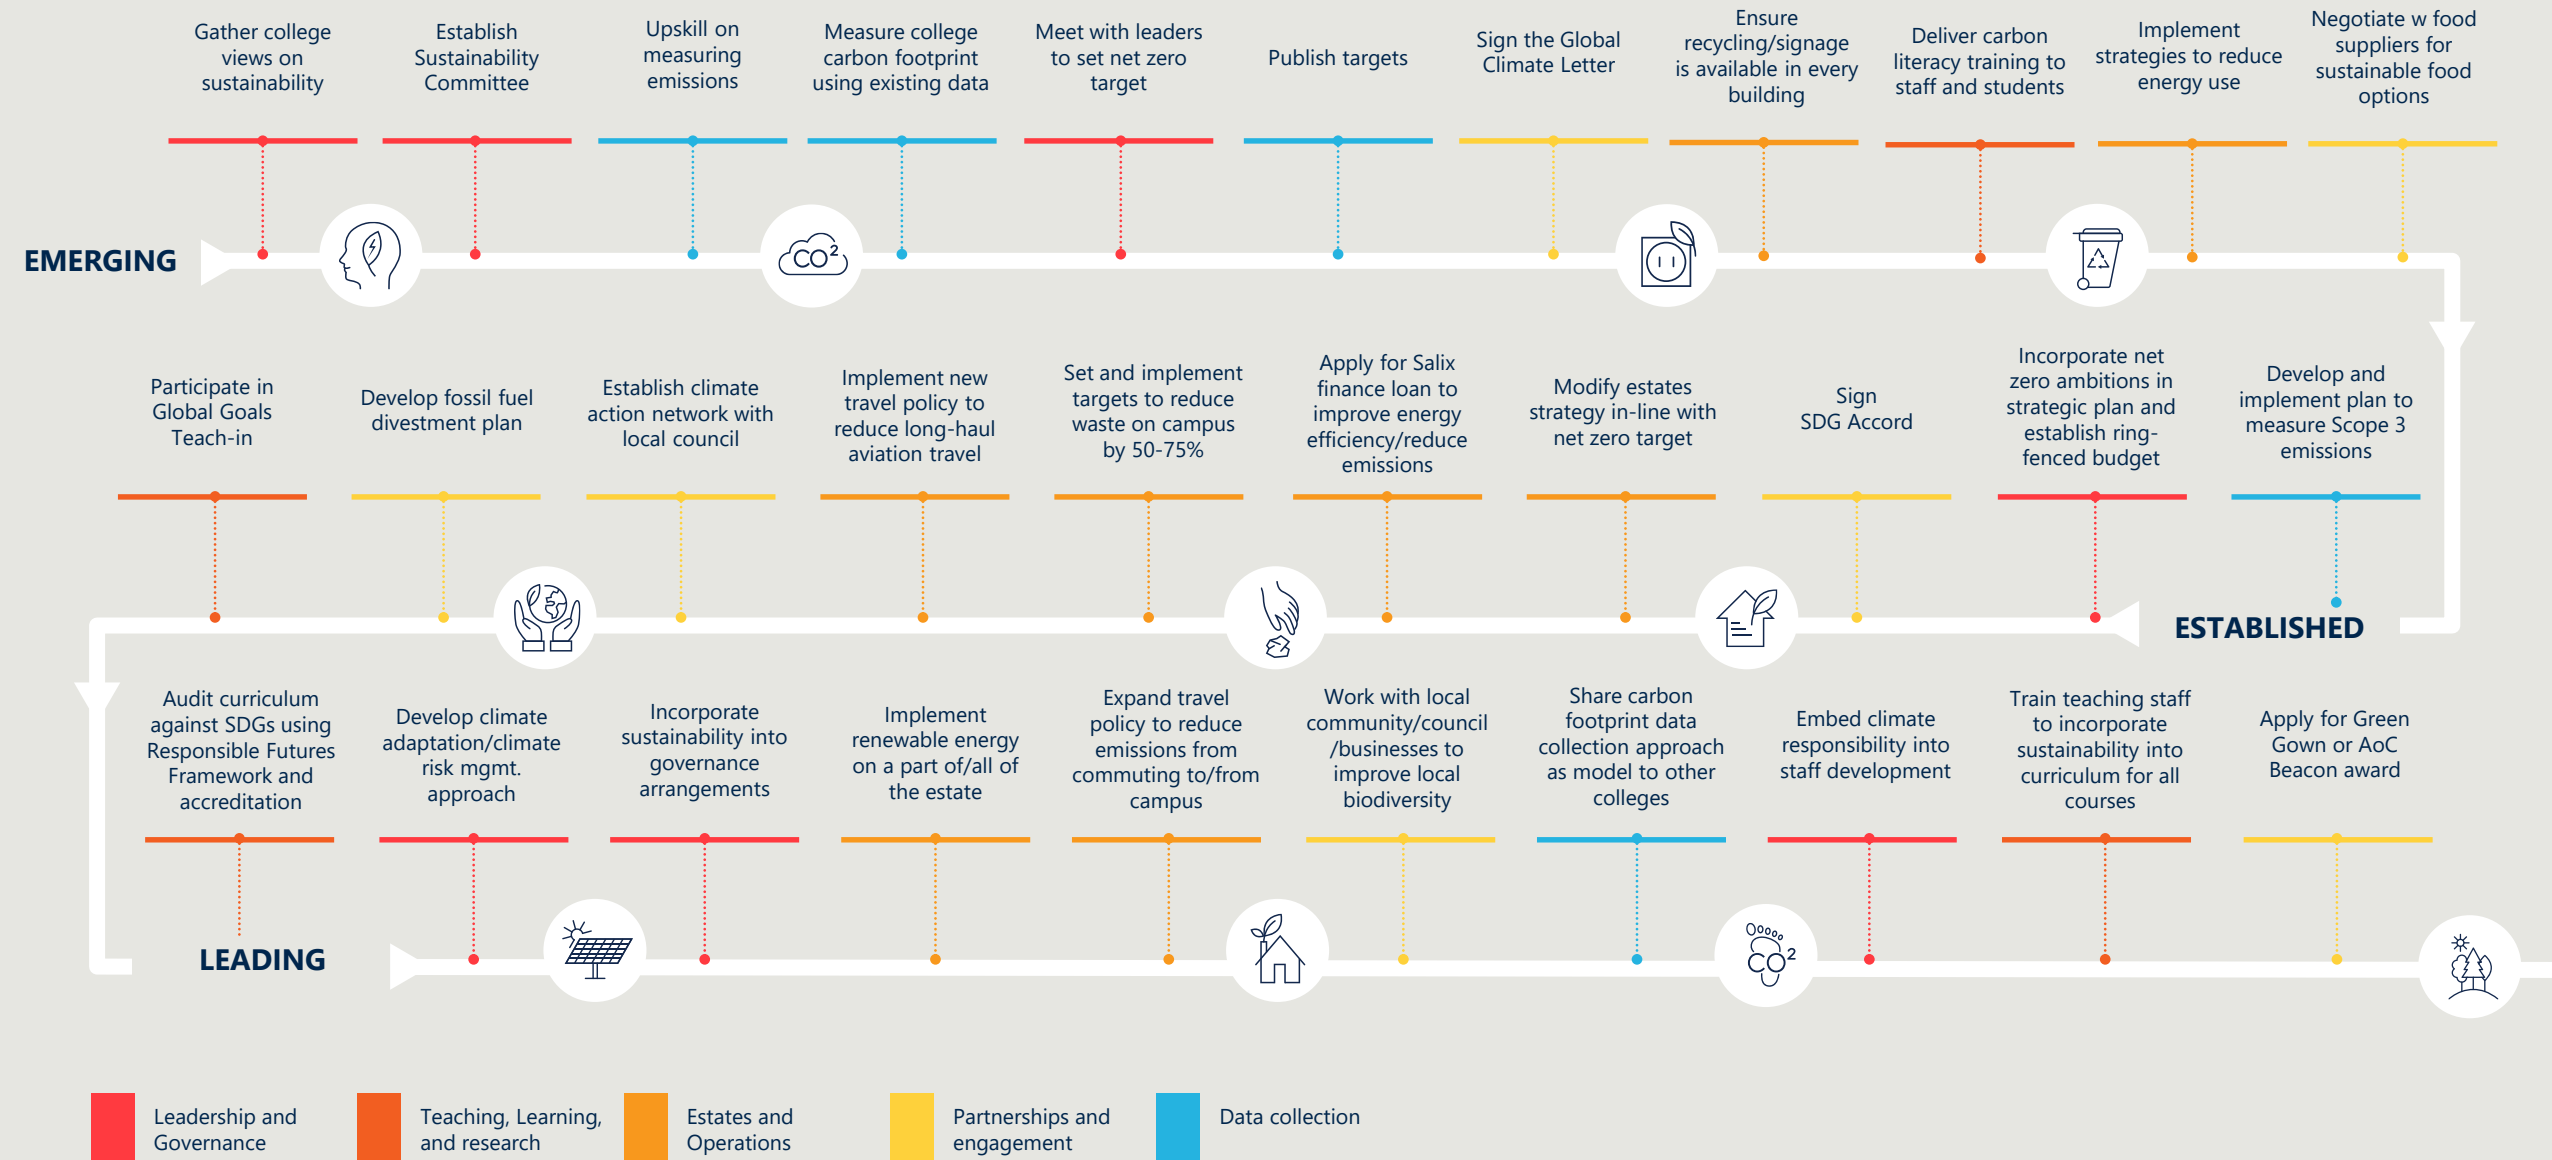 Gather college
views on
sustainability
Establish
Sustainability
Committee
Upskill on
measuring
emissions
Measure college
carbon footprint
using existing data
Meet with leaders
to set net zero
target
Publish targets
Sign the Global
Climate Letter
Ensure
recycling/signage
is available in every
building
Deliver carbon
literacy training to
staff and students
Implement
strategies to reduce
energy use
Negotiate w food
suppliers for
sustainable food
options
EMERGING
CO2
Participate in
Global Goals
Teach-in
Develop fossil fuel
divestment plan
Establish climate
action network with
local council
Implement new
travel policy to
reduce long-haul
aviation travel
Set and implement
targets to reduce
waste on campus
by 50-75%
Apply for Salix
finance loan to
improve energy
efficiency/reduce
emissions
Modify estates
strategy in-line with
net zero target
Sign
SDG Accord
Incorporate net
zero ambitions in
strategic plan and
establish ring-
fenced budget
Develop and
implement plan to
measure Scope 3
emissions
ESTABLISHED
Audit curriculum
against SDGs using
Responsible Futures
Framework and
accreditation
Develop climate
adaptation/climate
risk mgmt.
approach
Incorporate
sustainability into
governance
arrangements
Implement
renewable energy
on a part of/all of
the estate
Expand travel
policy to reduce
emissions from
commuting to/from
campus
Work with local
community/council
/businesses to
improve local
biodiversity
Share carbon
footprint data
collection approach
as model to other
colleges
Embed climate
responsibility into
staff development
Train teaching staff
to incorporate
sustainability into
curriculum for all
courses
Apply for Green
Gown or AoC
Beacon award
LEADING
CO2
Leadership and
Governance
Teaching, Learning,
and research
Estates and
Operations
Partnerships and
engagement
Data collection